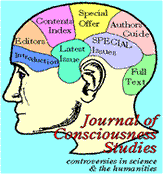 Contents
Index
Special
Offer
Authors
Guide
Editors
Latest
Issue
SPECIAL
Issues
Introduction
Full
Text
Journal of
Consciousness
Studies
controversies in science
& the humanities